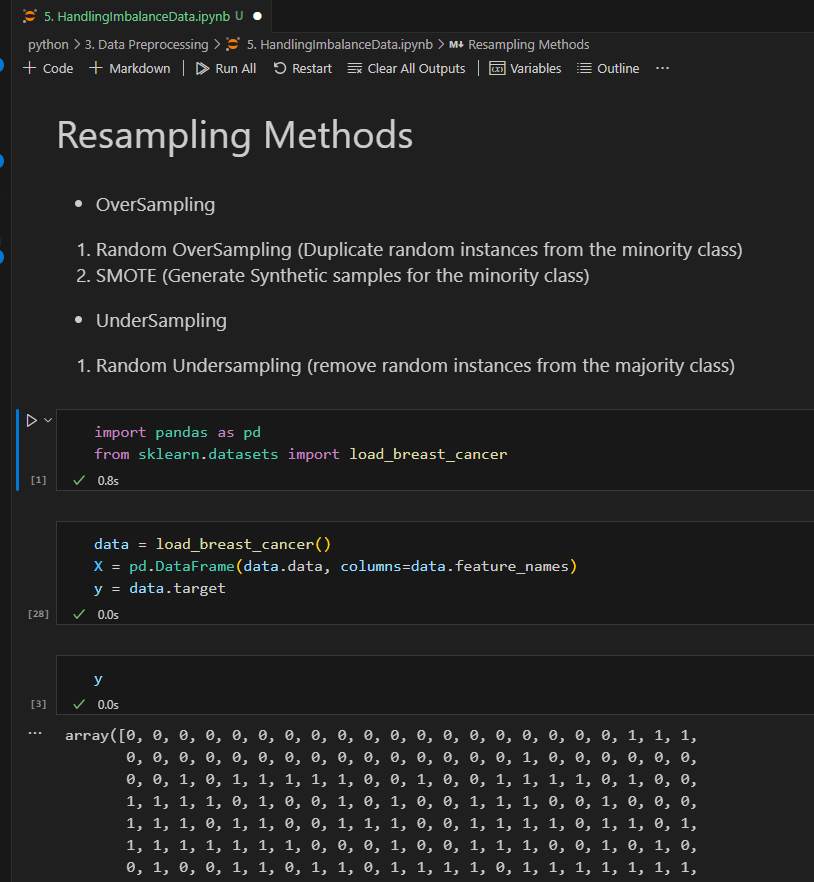 5. HandlingImbalanceData.ipynb U ●
python > 3. Data Preprocessing > 5. HandlingImbalanceData.ipynb > M↓ Resampling Methods
+ Code + Markdown | Run All Restart Clear All Outputs | Variables Outline ...
Resampling Methods
• OverSampling
1. Random OverSampling (Duplicate random instances from the minority class)
2. SMOTE (Generate Synthetic samples for the minority class)
• UnderSampling
1. Random Undersampling (remove random instances from the majority class)
import pandas as pd
from sklearn.datasets import load_breast_cancer
[1] ✓ 0.8s
data = load_breast_cancer()
X = pd.DataFrame(data.data, columns=data.feature_names)
y = data.target
[28] ✓ 0.0s
y
[3] ✓ 0.0s
... array([0, 0, 0, 0, 0, 0, 0, 0, 0, 0, 0, 0, 0, 0, 0, 0, 0, 0, 0, 1, 1, 1,
0, 0, 0, 0, 0, 0, 0, 0, 0, 0, 0, 0, 0, 0, 0, 1, 0, 0, 0, 0, 0, 0,
0, 0, 1, 0, 1, 1, 1, 1, 1, 0, 0, 1, 0, 0, 1, 1, 1, 1, 0, 1, 0, 0,
1, 1, 1, 1, 0, 1, 0, 0, 1, 0, 1, 0, 0, 1, 1, 1, 0, 0, 1, 0, 0, 0,
1, 1, 1, 0, 1, 1, 0, 0, 1, 1, 1, 0, 0, 1, 1, 1, 1, 0, 1, 1, 0, 1,
1, 1, 1, 1, 1, 1, 1, 0, 0, 0, 1, 0, 0, 1, 1, 1, 0, 0, 1, 0, 1, 0,
0, 1, 0, 0, 1, 1, 0, 1, 1, 0, 1, 1, 1, 1, 0, 1, 1, 1, 1, 1, 1, 1,